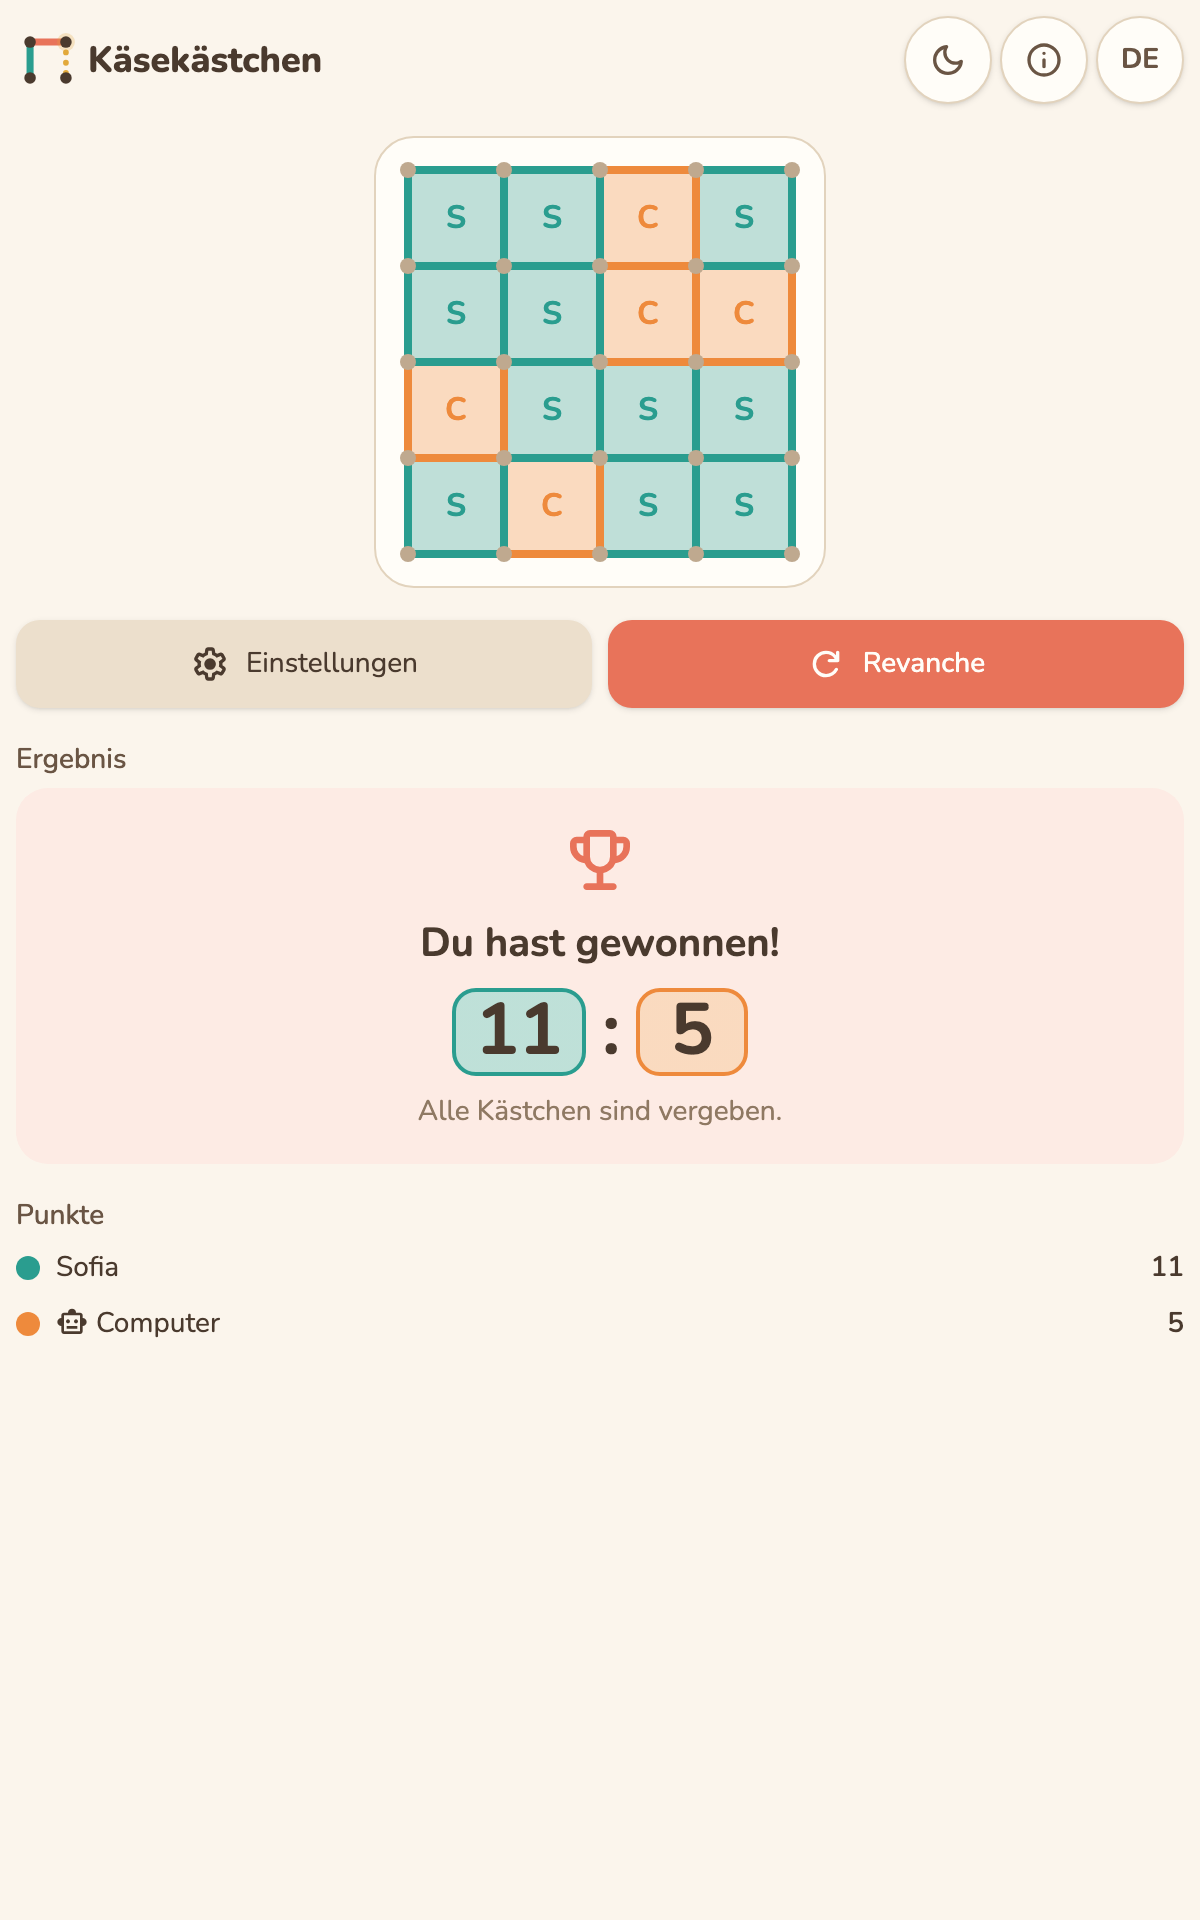 Käsekästchen
DE
S S C S
S S C C
C S S S
S C S S
Einstellungen
Revanche
Ergebnis
Du hast gewonnen!
11 : 5
Alle Kästchen sind vergeben.
Punkte
Sofia 11
Computer 5